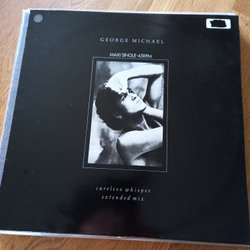 GEORGE MICHAEL
MAXI SINGLE·45RPM
careless whisper
extended mix